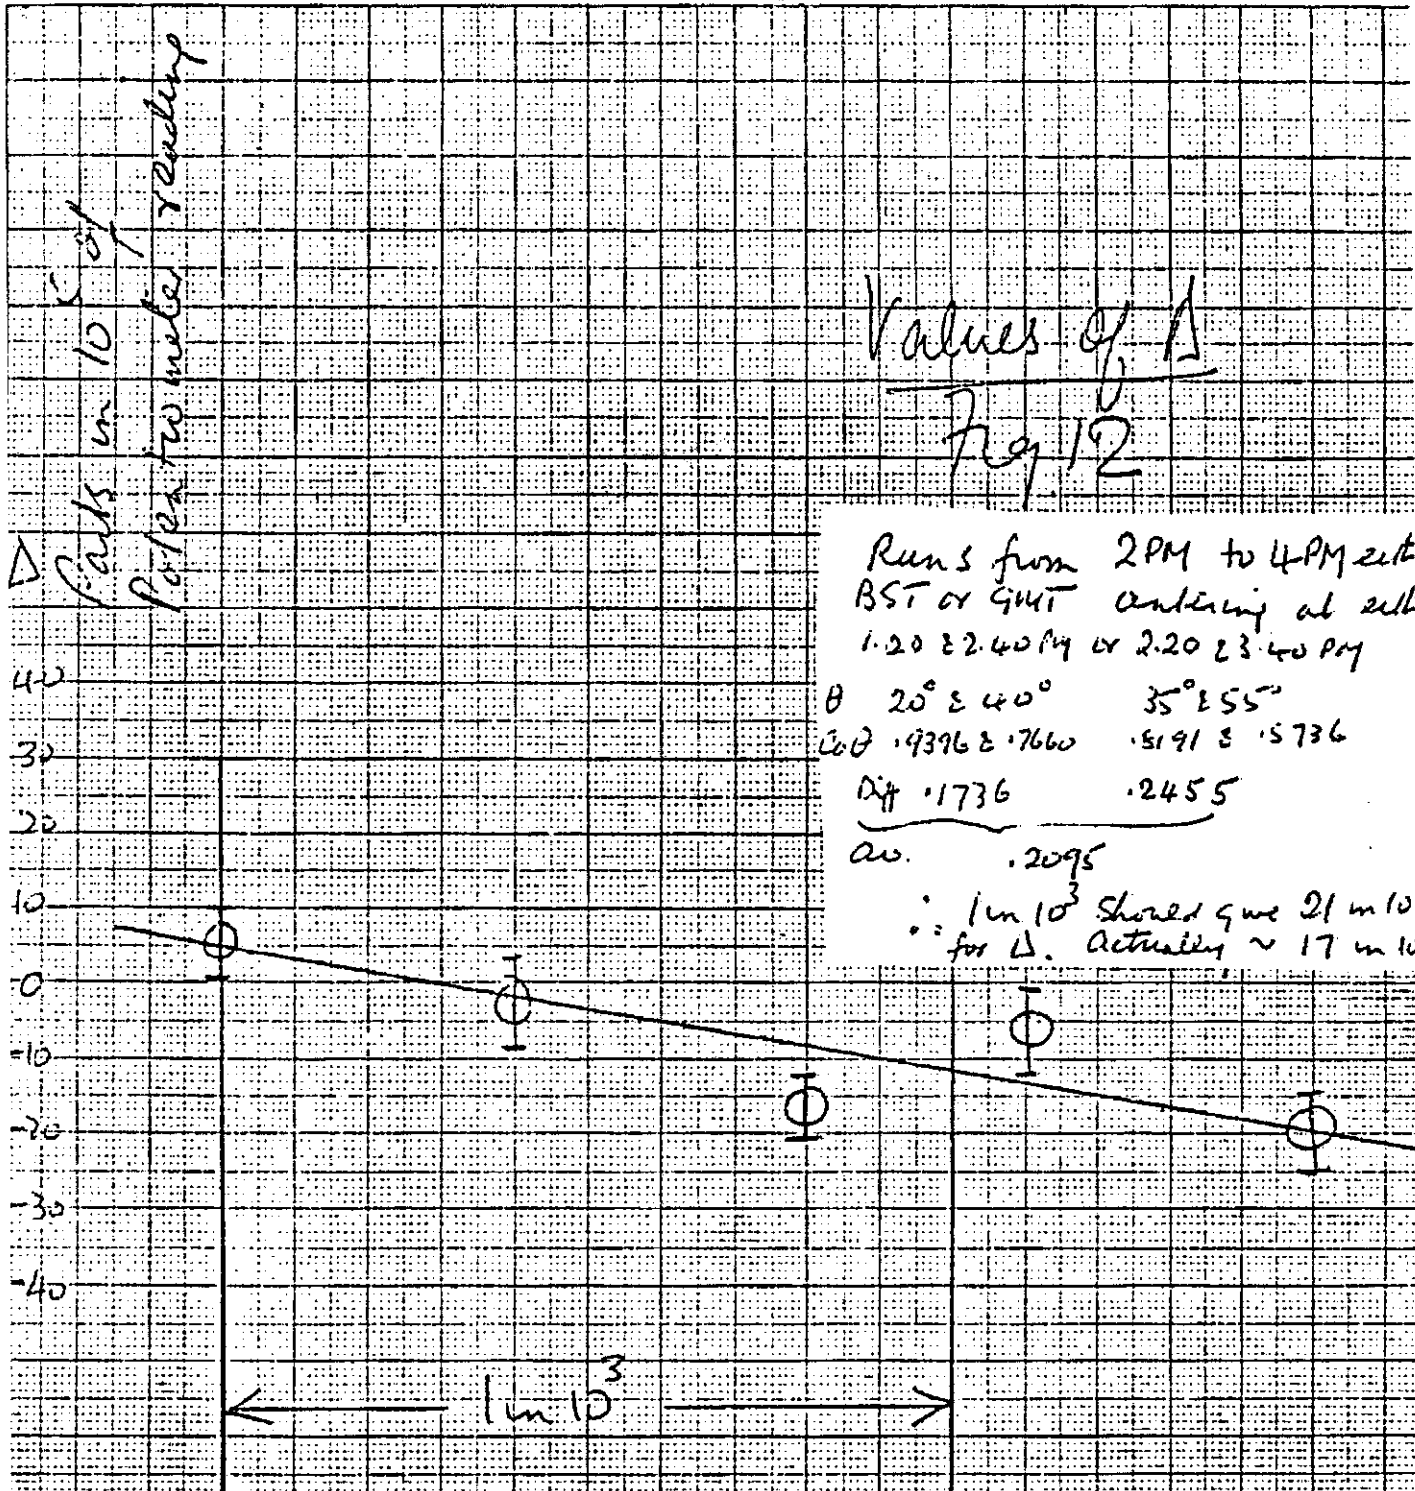 Δ Parts in 10⁵ of
Potentiometer reading
Values of Δ
Fig. 12
Runs from 2PM to 4PM eith
BST or GMT centering at eith
1.20 & 2.40 PM or 2.20 & 3.40 PM
θ 20° & 40° 35° & 55°
Cos θ .9396 & .7660 .8191 & .5736
Diff .1736 .2455
av. .2095
∴ 1 in 10³ should give 21 in 10
for Δ. Actually ~ 17 in 10
40
30
20
10
0
-10
-20
-30
-40
1 in 10³